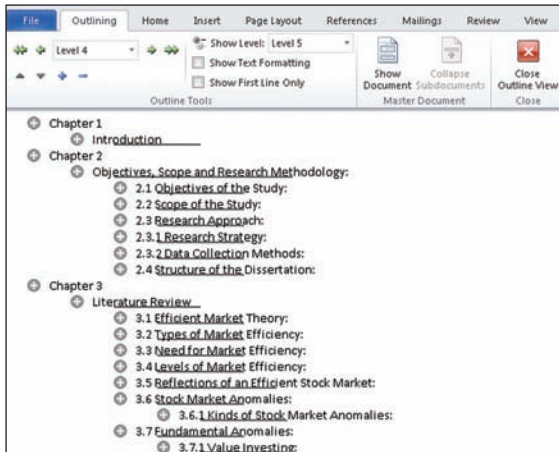 File Outlining Home Insert Page Layout References Mailings Review View
Level 4 Show Level: Level 5
Show Text Formatting
Show First Line Only
Show Document Collapse Subdocuments Close Outline View
Outline Tools Master Document Close
Chapter 1
Introduction
Chapter 2
Objectives, Scope and Research Methodology:
2.1 Objectives of the Study:
2.2 Scope of the Study:
2.3 Research Approach:
2.3.1 Research Strategy:
2.3.2 Data Collection Methods:
2.4 Structure of the Dissertation:
Chapter 3
Literature Review
3.1 Efficient Market Theory:
3.2 Types of Market Efficiency:
3.3 Need for Market Efficiency:
3.4 Levels of Market Efficiency:
3.5 Reflections of an Efficient Stock Market:
3.6 Stock Market Anomalies:
3.6.1 Kinds of Stock Market Anomalies:
3.7 Fundamental Anomalies:
3.7.1 Value Investing: